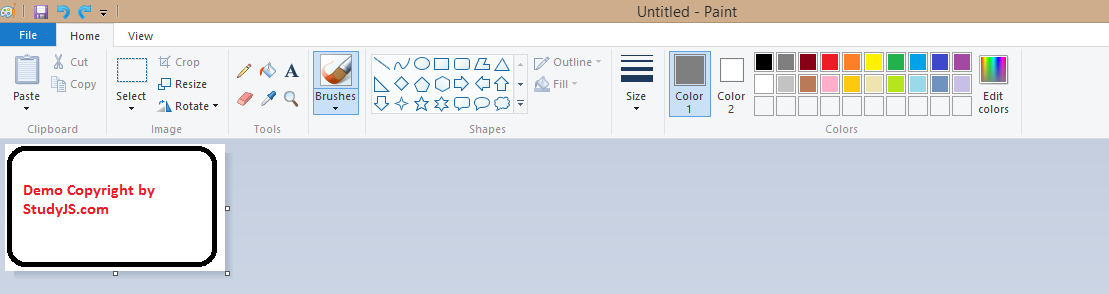 Untitled - Paint
File
Home
View
Paste
Cut
Copy
Clipboard
Select
Crop
Resize
Rotate
Image
A
Tools
Brushes
Shapes
Outline
Fill
Size
Color 1
Color 2
Colors
Edit colors
Demo Copyright by
StudyJS.com